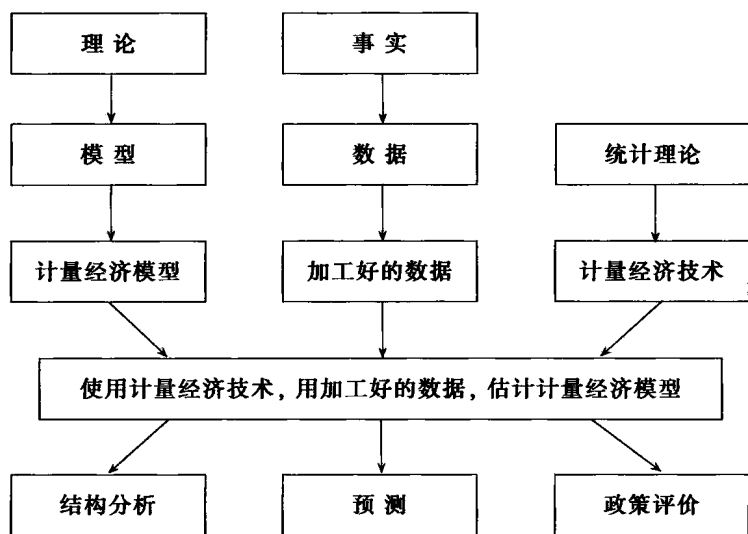 理论
事实
模型
数据
统计理论
计量经济模型
加工好的数据
计量经济技术
使用计量经济技术，用加工好的数据，估计计量经济模型
结构分析
预测
政策评价